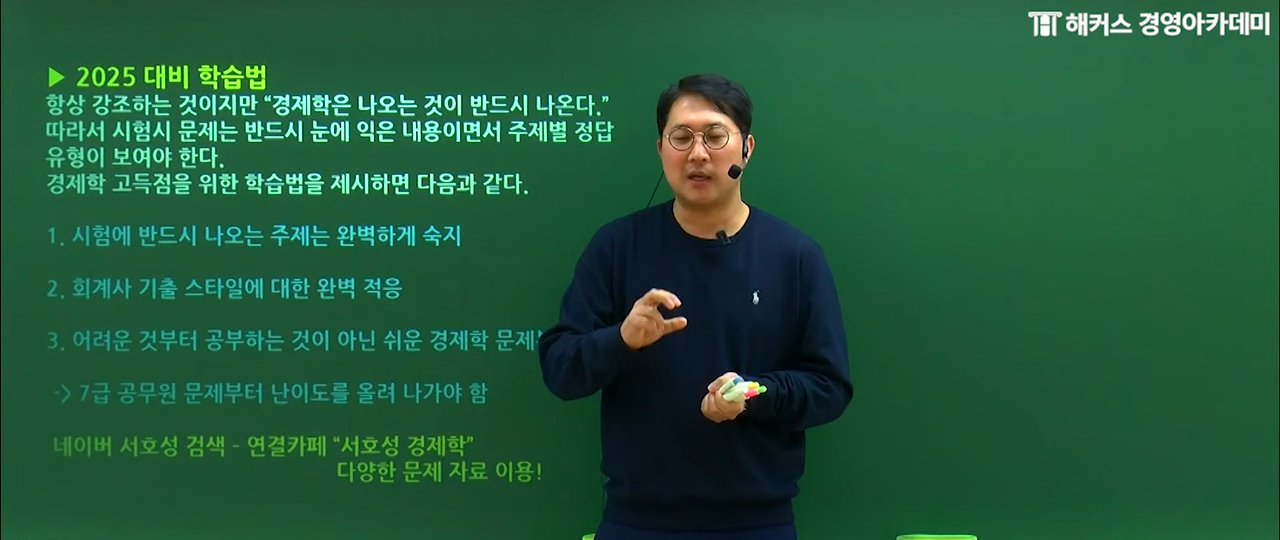 해커스 경영아카데미
▶ 2025 대비 학습법
항상 강조하는 것이지만 “경제학은 나오는 것이 반드시 나온다.”
따라서 시험시 문제는 반드시 눈에 익은 내용이면서 주제별 정답
유형이 보여야 한다.
경제학 고득점을 위한 학습법을 제시하면 다음과 같다.
1. 시험에 반드시 나오는 주제는 완벽하게 숙지
2. 회계사 기출 스타일에 대한 완벽 적응
3. 어려운 것부터 공부하는 것이 아닌 쉬운 경제학 문제
-> 7급 공무원 문제부터 난이도를 올려 나가야 함
네이버 서호성 검색 - 연결카페 “서호성 경제학”
다양한 문제 자료 이용!